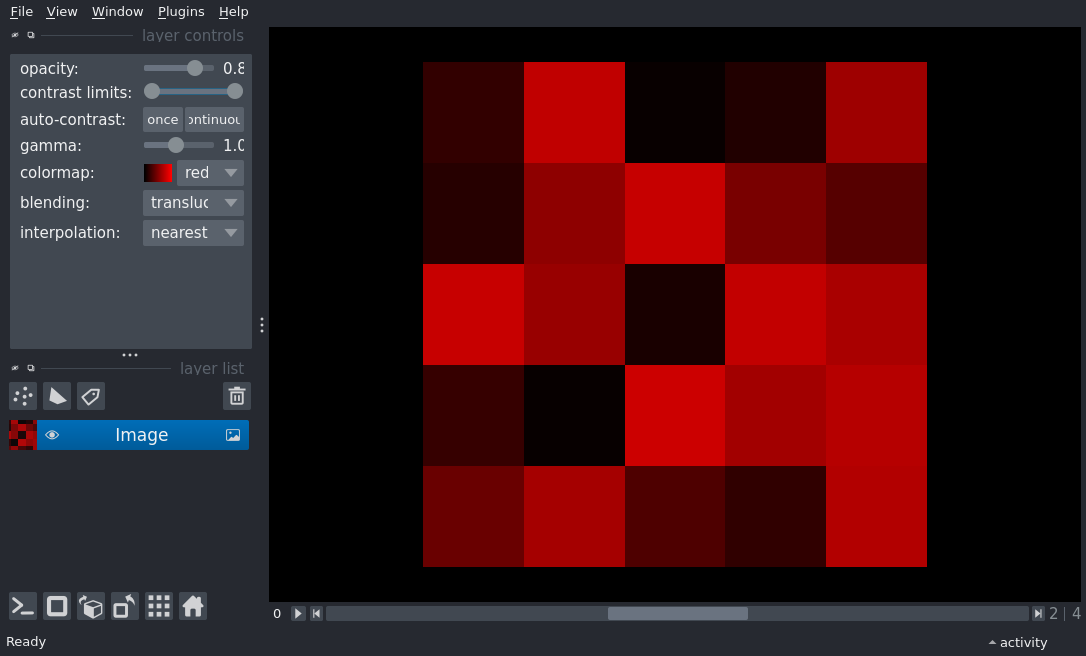 File View Window Plugins Help
layer controls
opacity: 0.8
contrast limits:
auto-contrast: once ontinuou
gamma: 1.0
colormap: red
blending: transluc
interpolation: nearest
layer list
Image
0 2 | 4
Ready activity